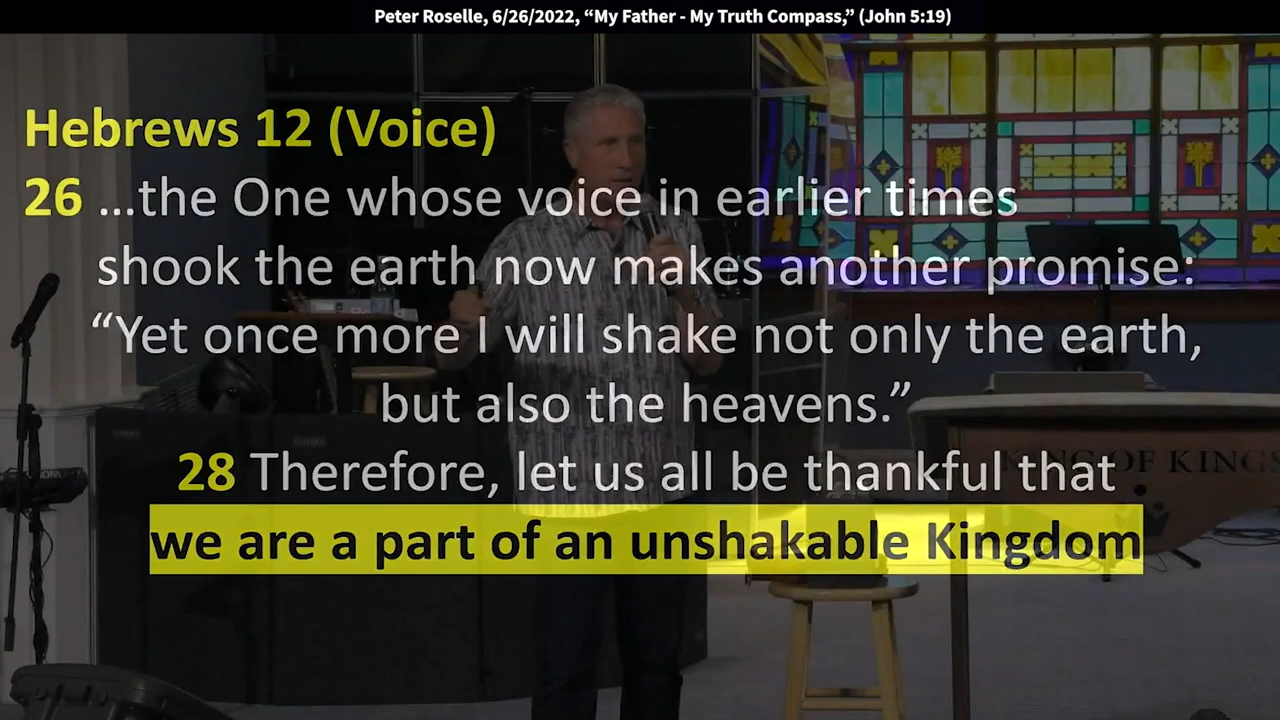 Peter Roselle, 6/26/2022, “My Father - My Truth Compass,” (John 5:19)
Hebrews 12 (Voice)
26 ...the One whose voice in earlier times
shook the earth now makes another promise:
“Yet once more I will shake not only the earth,
but also the heavens.”
28 Therefore, let us all be thankful that
we are a part of an unshakable Kingdom
KING OF KINGS